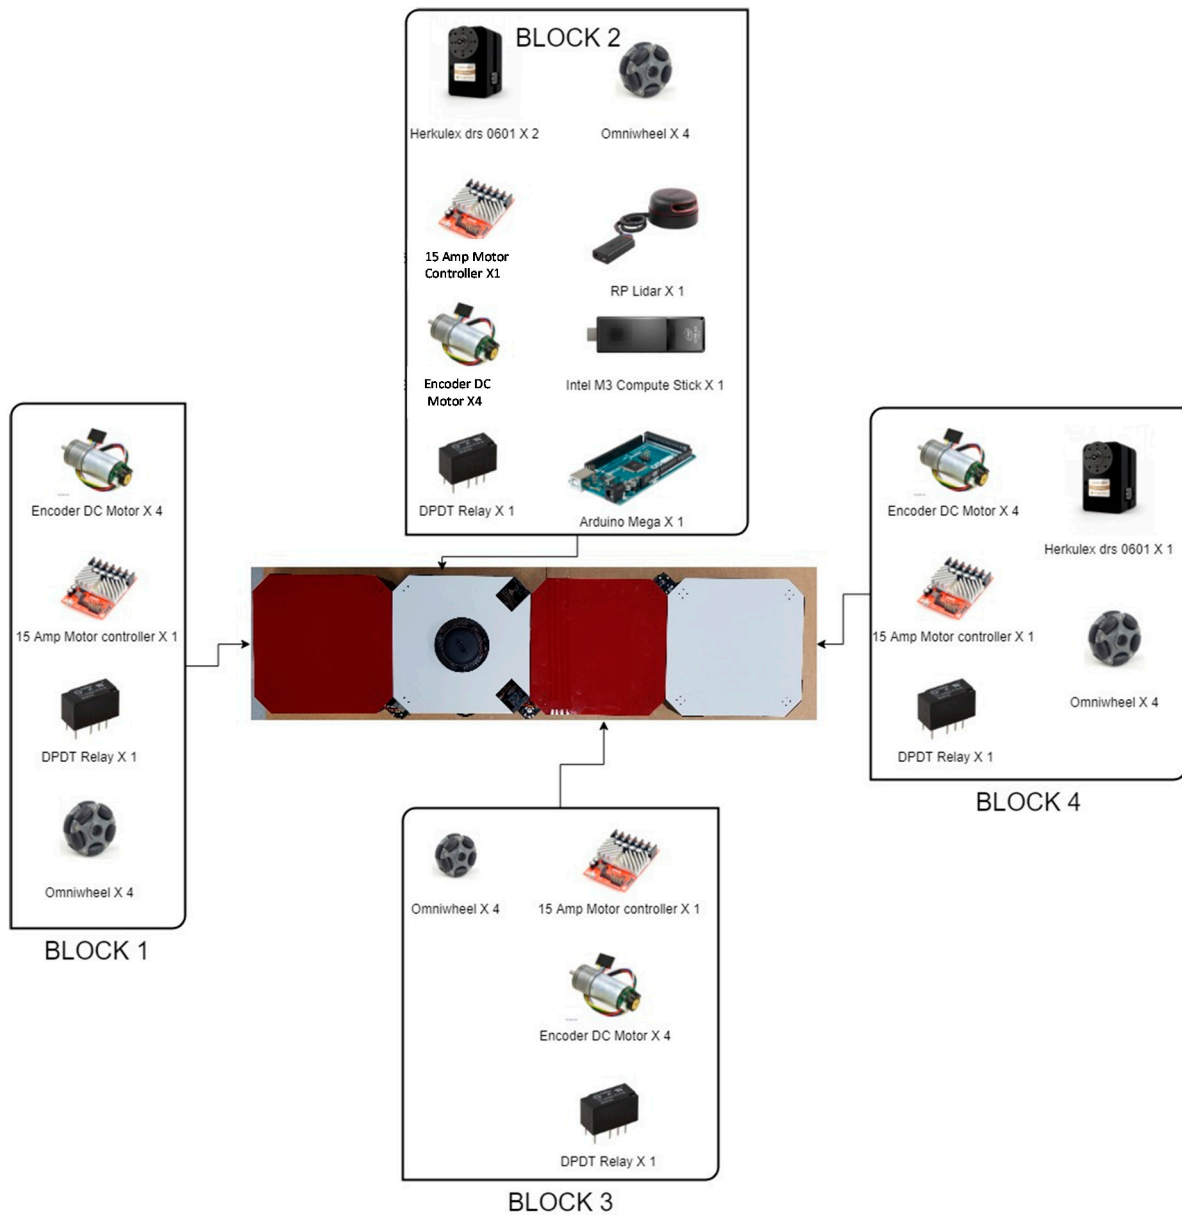 BLOCK 2
Herkulex drs 0601 X 2
Omniwheel X 4
15 Amp Motor
Controller X1
RP Lidar X 1
Encoder DC
Motor X4
Intel M3 Compute Stick X 1
DPDT Relay X 1
Arduino Mega X 1
Encoder DC Motor X 4
15 Amp Motor controller X 1
DPDT Relay X 1
Omniwheel X 4
BLOCK 1
Encoder DC Motor X 4
Herkulex drs 0601 X 1
15 Amp Motor controller X 1
Omniwheel X 4
DPDT Relay X 1
BLOCK 4
Omniwheel X 4
15 Amp Motor controller X 1
Encoder DC Motor X 4
DPDT Relay X 1
BLOCK 3